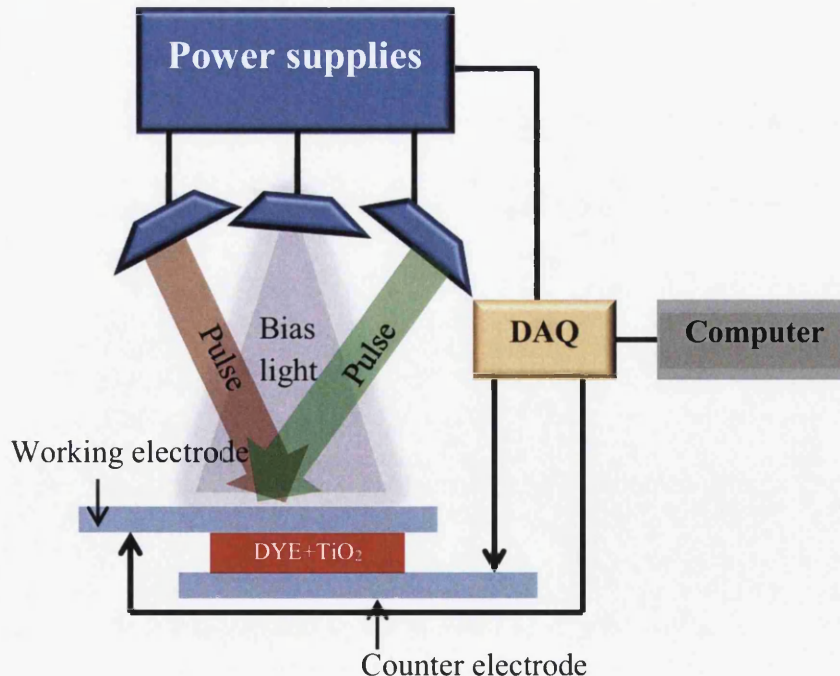 Power supplies
Pulse
Bias
light
Pulse
DAQ
Computer
Working electrode
DYE+TiO₂
Counter electrode